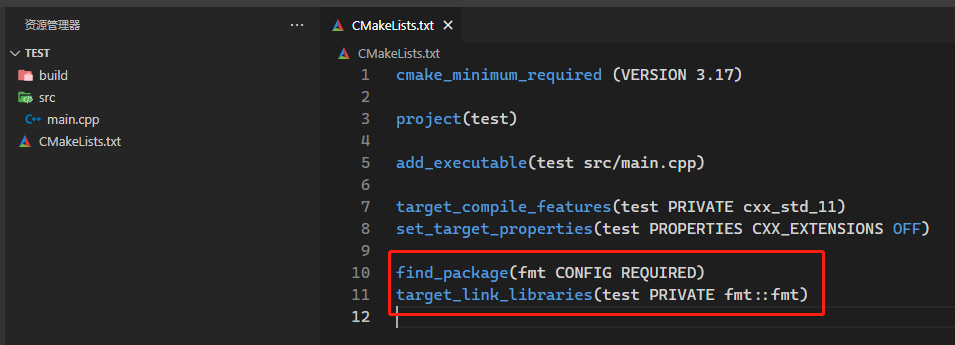 资源管理器
TEST
build
src
main.cpp
CMakeLists.txt
CMakeLists.txt
CMakeLists.txt
1 cmake_minimum_required (VERSION 3.17)
2
3 project(test)
4
5 add_executable(test src/main.cpp)
6
7 target_compile_features(test PRIVATE cxx_std_11)
8 set_target_properties(test PROPERTIES CXX_EXTENSIONS OFF)
9
10 find_package(fmt CONFIG REQUIRED)
11 target_link_libraries(test PRIVATE fmt::fmt)
12